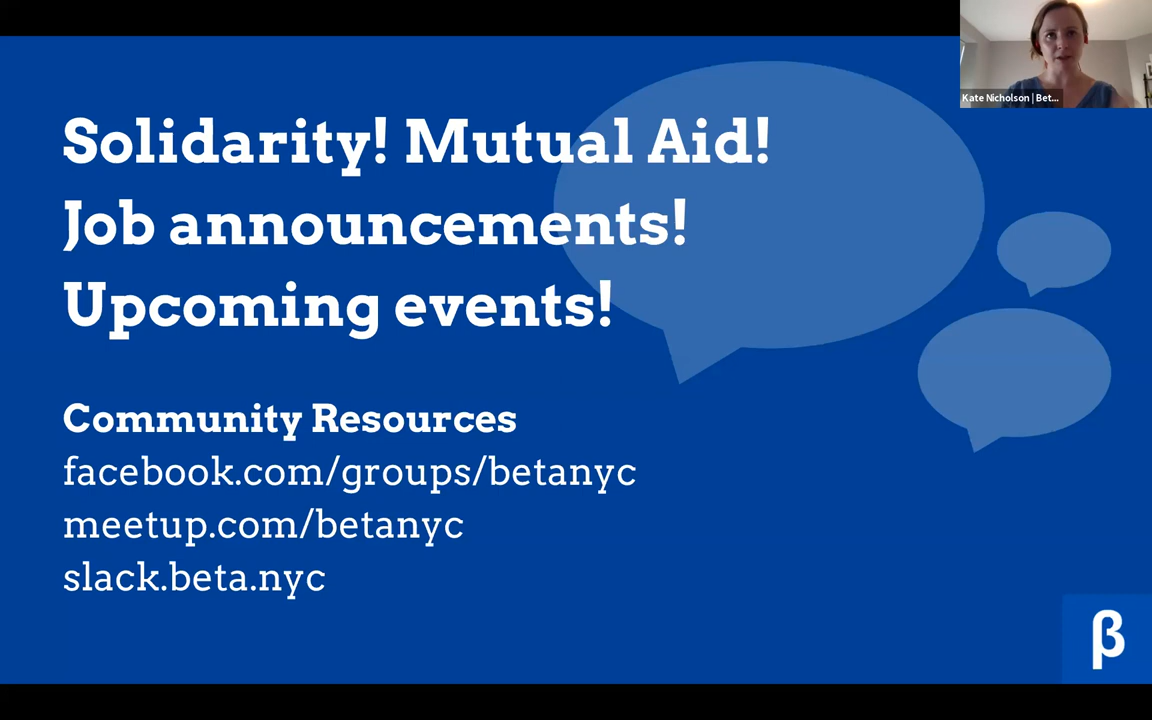 Kate Nicholson | Bet...
Solidarity! Mutual Aid!
Job announcements!
Upcoming events!
Community Resources
facebook.com/groups/betanyc
meetup.com/betanyc
slack.beta.nyc
β